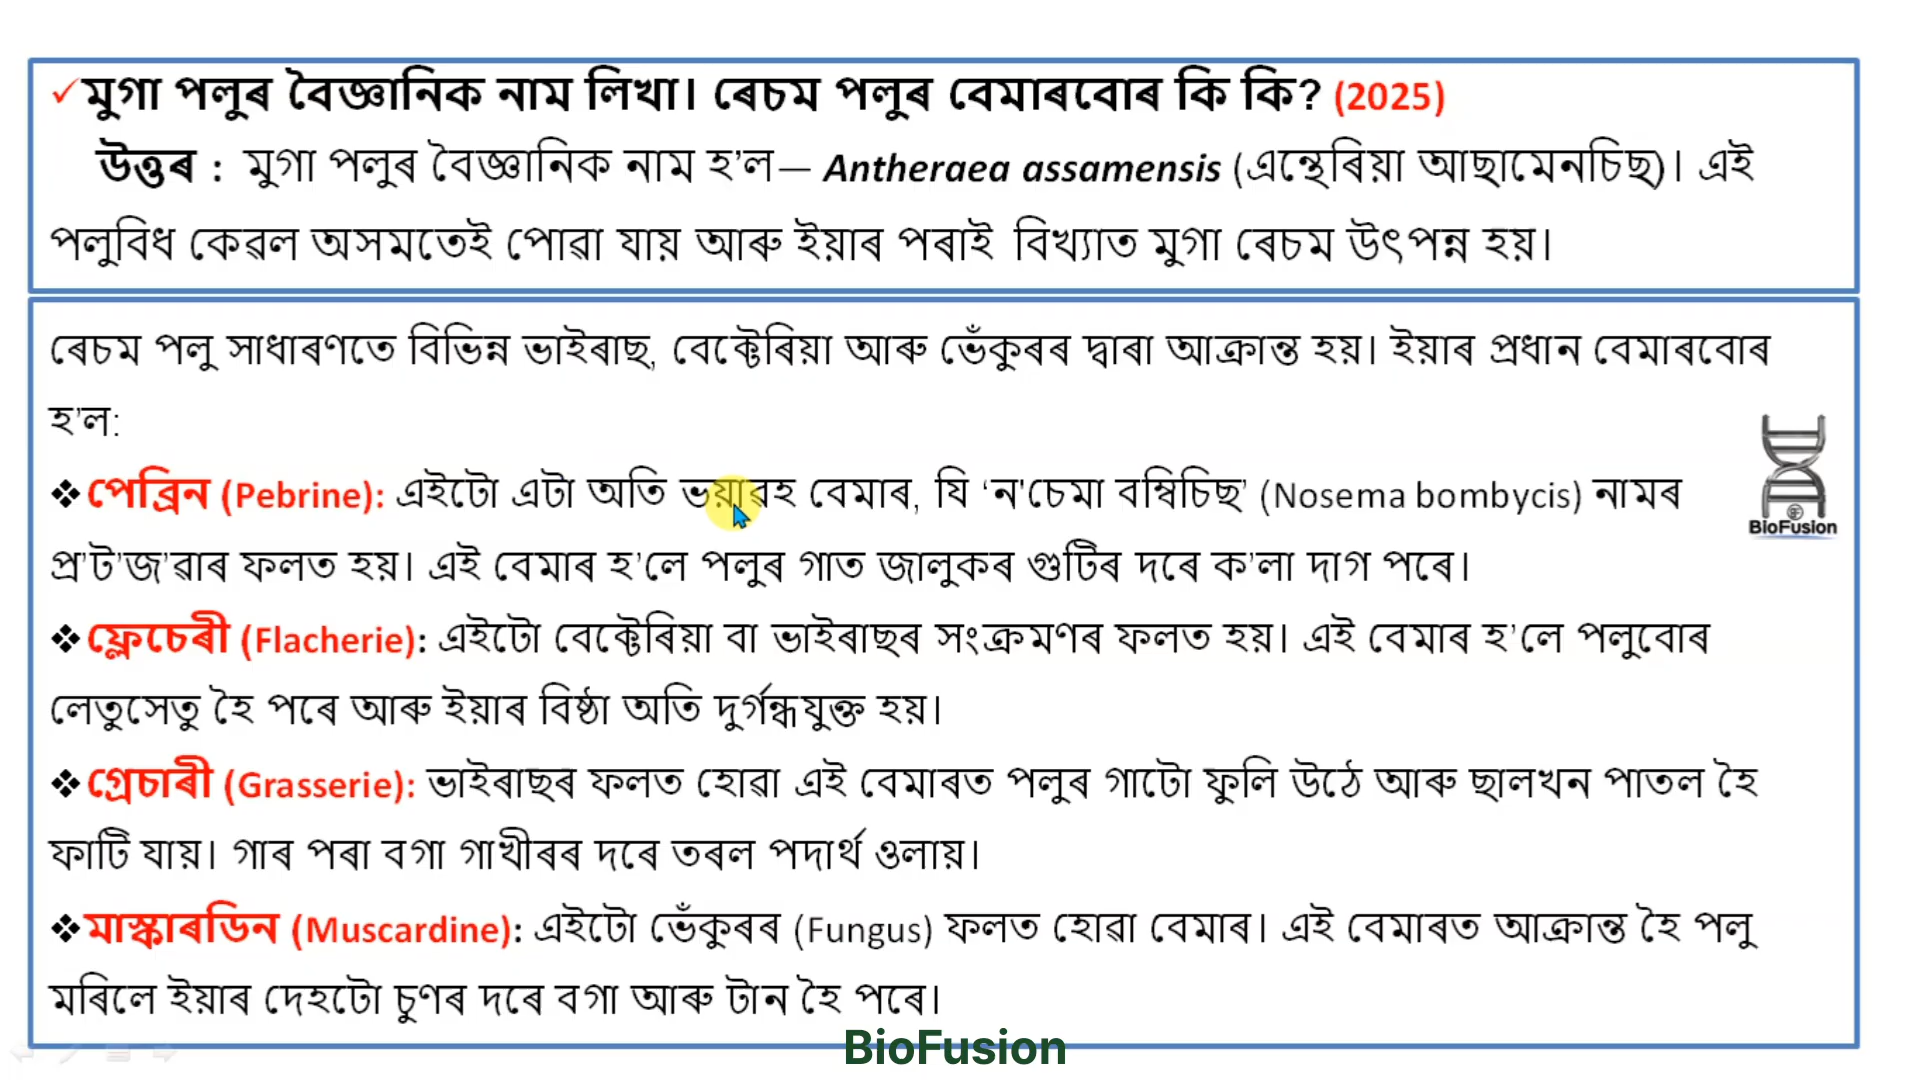 ✓মুগা পলুৰ বৈজ্ঞানিক নাম লিখা। ৰেচম পলুৰ বেমাৰবোৰ কি কি? (2025)
উত্তৰ : মুগা পলুৰ বৈজ্ঞানিক নাম হ'ল— Antheraea assamensis (এন্থেৰিয়া আছামেনচিছ)। এই
পলুবিধ কেৱল অসমতেই পোৱা যায় আৰু ইয়াৰ পৰাই বিখ্যাত মুগা ৰেচম উৎপন্ন হয়।
ৰেচম পলু সাধাৰণতে বিভিন্ন ভাইৰাছ, বেক্টেৰিয়া আৰু ভেঁকুৰৰ দ্বাৰা আক্ৰান্ত হয়। ইয়াৰ প্ৰধান বেমাৰবোৰ
হ'ল:
❖পেব্ৰিন (Pebrine): এইটো এটা অতি ভয়াৱহ বেমাৰ, যি ‘ন'চেমা বম্বিচিছ’ (Nosema bombycis) নামৰ
প্ৰ'ট'জ'ৱাৰ ফলত হয়। এই বেমাৰ হ'লে পলুৰ গাত জালুকৰ গুটিৰ দৰে ক'লা দাগ পৰে।
❖ফ্লেচেৰী (Flacherie): এইটো বেক্টেৰিয়া বা ভাইৰাছৰ সংক্ৰমণৰ ফলত হয়। এই বেমাৰ হ'লে পলুবোৰ
লেতুসেতু হৈ পৰে আৰু ইয়াৰ বিষ্ঠা অতি দুৰ্গন্ধযুক্ত হয়।
❖গ্ৰেচাৰী (Grasserie): ভাইৰাছৰ ফলত হোৱা এই বেমাৰত পলুৰ গাটো ফুলি উঠে আৰু ছালখন পাতল হৈ
ফাটি যায়। গাৰ পৰা বগা গাখীৰৰ দৰে তৰল পদাৰ্থ ওলায়।
❖মাস্কাৰডিন (Muscardine): এইটো ভেঁকুৰৰ (Fungus) ফলত হোৱা বেমাৰ। এই বেমাৰত আক্ৰান্ত হৈ পলু
মৰিলে ইয়াৰ দেহটো চুণৰ দৰে বগা আৰু টান হৈ পৰে।
BioFusion
BioFusion